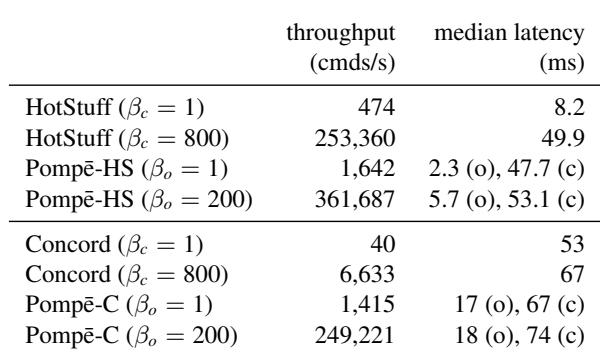 throughput median latency
(cmds/s) (ms)
HotStuff (βc = 1) 474 8.2
HotStuff (βc = 800) 253,360 49.9
Pompē-HS (βo = 1) 1,642 2.3 (o), 47.7 (c)
Pompē-HS (βo = 200) 361,687 5.7 (o), 53.1 (c)
Concord (βc = 1) 40 53
Concord (βc = 800) 6,633 67
Pompē-C (βo = 1) 1,415 17 (o), 67 (c)
Pompē-C (βo = 200) 249,221 18 (o), 74 (c)